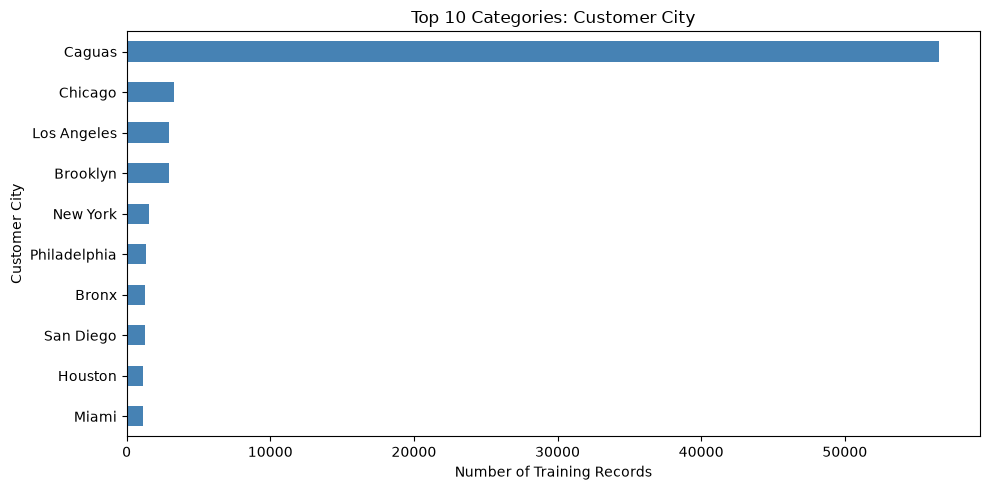 Top 10 Categories: Customer City
Customer City
Caguas
Chicago
Los Angeles
Brooklyn
New York
Philadelphia
Bronx
San Diego
Houston
Miami
0 10000 20000 30000 40000 50000
Number of Training Records